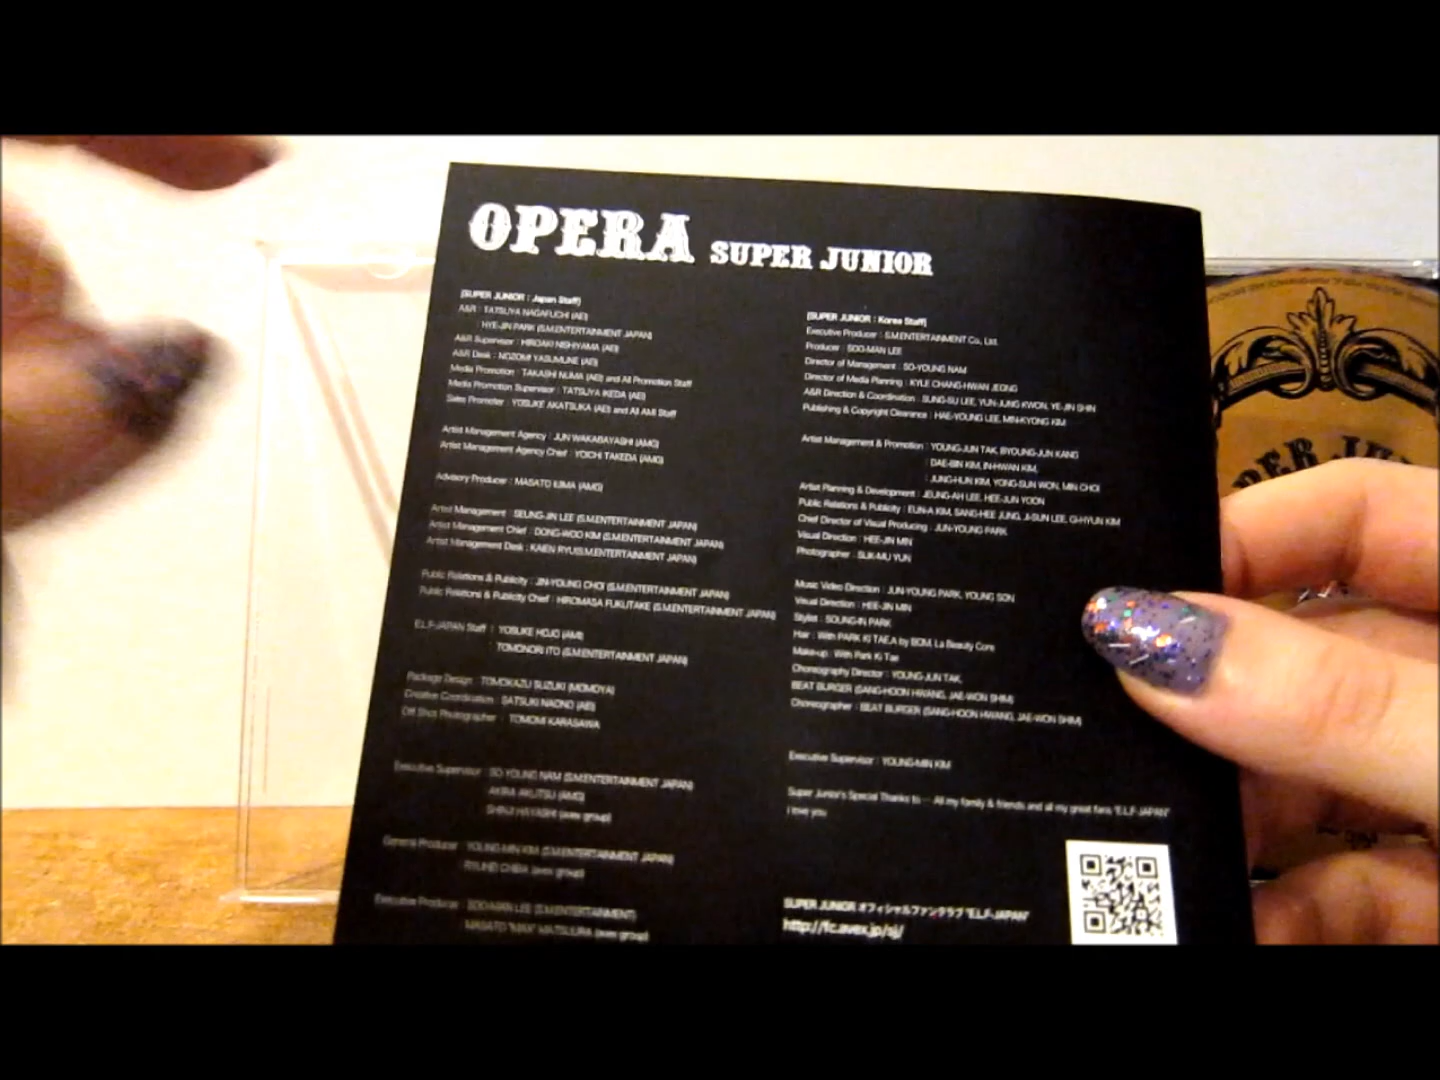 OPERA SUPER JUNIOR
[SUPER JUNIOR : Japan Staff]
A&R : TATSUYA NAGAFUCHI (AEI)
: HYE-JIN PARK (S.M.ENTERTAINMENT JAPAN)
A&R Supervisor : HIROAKI NISHIYAMA (AEI)
A&R Desk : NOZOMI YASUMUNE (AEI)
Media Promotion : TAKASHI NUMA (AEI) and All Promotion Staff
Media Promotion Supervisor : TATSUYA IKEDA (AEI)
Sales Promoter : YOSUKE AKATSUKA (AEI) and All AMI Staff
Artist Management Agency : JUN WAKABAYASHI (AMG)
Artist Management Agency Chief : YOICHI TAKEDA (AMG)
Advisory Producer : MASATO IIJIMA (AMG)
Artist Management : SEUNG-JIN LEE (S.M.ENTERTAINMENT JAPAN)
Artist Management Chief : DONG-WOO KIM (S.M.ENTERTAINMENT JAPAN)
Artist Management Desk : KAEN RYU(S.M.ENTERTAINMENT JAPAN)
Public Relations & Publicity : JIN-YOUNG CHOI (S.M.ENTERTAINMENT JAPAN)
Public Relations & Publicity Chief : HIROMASA FUKUTAKE (S.M.ENTERTAINMENT JAPAN)
E.L.F-JAPAN Staff : YOSUKE HOJO (AMI)
TOMONORI ITO (S.M.ENTERTAINMENT JAPAN)
Package Design : TOMOKAZU SUZUKI (MOMOYA)
Creative Coordination : SATSUKI NAONO (AEI)
Off Shot Photographer : TOMOMI KARASAWA
Executive Supervisor : SO-YOUNG NAM (S.M.ENTERTAINMENT JAPAN)
AKIRA AKUTSU (AMG)
SHINJI HAYASHI (avex group)
General Producer : YOUNG-MIN KIM (S.M.ENTERTAINMENT JAPAN)
RYUHEI CHIBA (avex group)
Executive Producer : SOO-MAN LEE (S.M.ENTERTAINMENT)
MASATO "MAX" MATSUURA (avex group)
[SUPER JUNIOR : Korea Staff]
Executive Producer : S.M.ENTERTAINMENT Co., Ltd.
Producer : SOO-MAN LEE
Director of Management : SO-YOUNG NAM
Director of Media Planning : KYLE CHANG-HWAN JEONG
A&R Direction & Coordination : SUNG-SU LEE, YUN-JUNG KWON, YE-JIN SHIN
Publishing & Copyright Clearance : HAE-YOUNG LEE, MIN-KYONG KIM
Artist Management & Promotion : YOUNG-JUN TAK, BYOUNG-JUN KANG
: DAE-BIN KIM, IN-HWAN KIM,
: JUNG-HUN KIM, YONG-SUN WON, MIN CHOI
Artist Planning & Development : JEUNG-AH LEE, HEE-JUN YOON
Public Relations & Publicity : EUN-A KIM, SANG-HEE JUNG, JI-SUN LEE, GI-HYUN KIM
Chief Director of Visual Producing : JUN-YOUNG PARK
Visual Direction : HEE-JIN MIN
Photographer : SUK-MU YUN
Music Video Direction : JUN-YOUNG PARK, YOUNG SON
Visual Direction : HEE-JIN MIN
Stylist : SOUNG-IN PARK
Hair : With PARK KI TAE,A by BOM, La Beauty Core
Make-up : With Park Ki Tae
Choreography Director : YOUNG-JUN TAK,
BEAT BURGER (SANG-HOON HWANG, JAE-WON SHIM)
Choreographer : BEAT BURGER (SANG-HOON HWANG, JAE-WON SHIM)
Executive Supervisor : YOUNG-MIN KIM
Super Junior's Special Thanks to ··· All my family & friends and all my great fans 'E.L.F-JAPAN'
i love you
SUPER JUNIOR オフィシャルファンクラブ "E.L.F-JAPAN"
http://fc.avex.jp/sj/